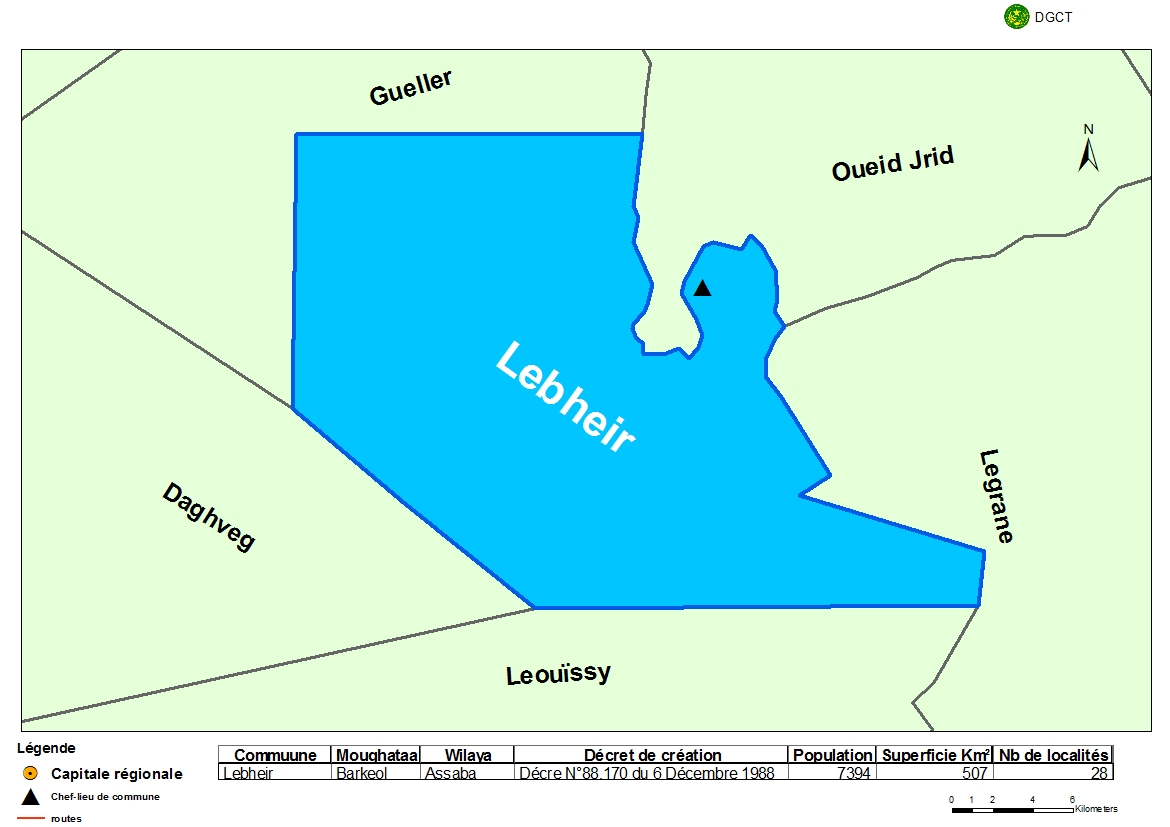 DGCT
Gueller
Oueid Jrid
N
Lebheir
Legrane
Daghveg
Leouïssy
Légende
Capitale régionale
Chef-lieu de commune
routes
Commuune Moughataa Wilaya Décret de création Population Superficie Km² Nb de localités
Lebheir Barkeol Assaba Décre N°88.170 du 6 Décembre 1988 7394 507 28
0 1 2 4 6
Kilometers